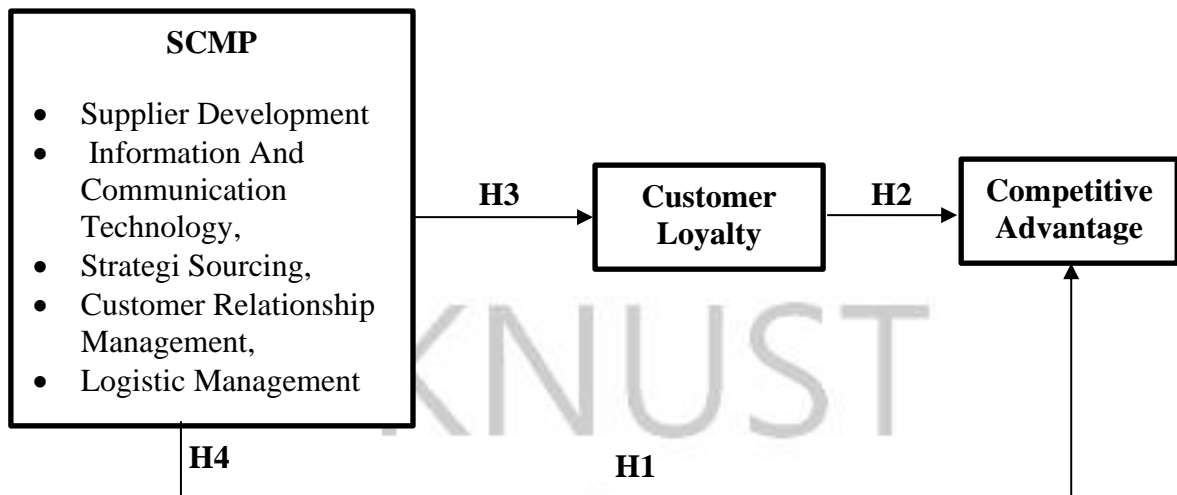 SCMP
• Supplier Development
• Information And
Communication
Technology,
• Strategi Sourcing,
• Customer Relationship
Management,
• Logistic Management
H3
Customer
Loyalty
H2
Competitive
Advantage
KNUST
H4
H1